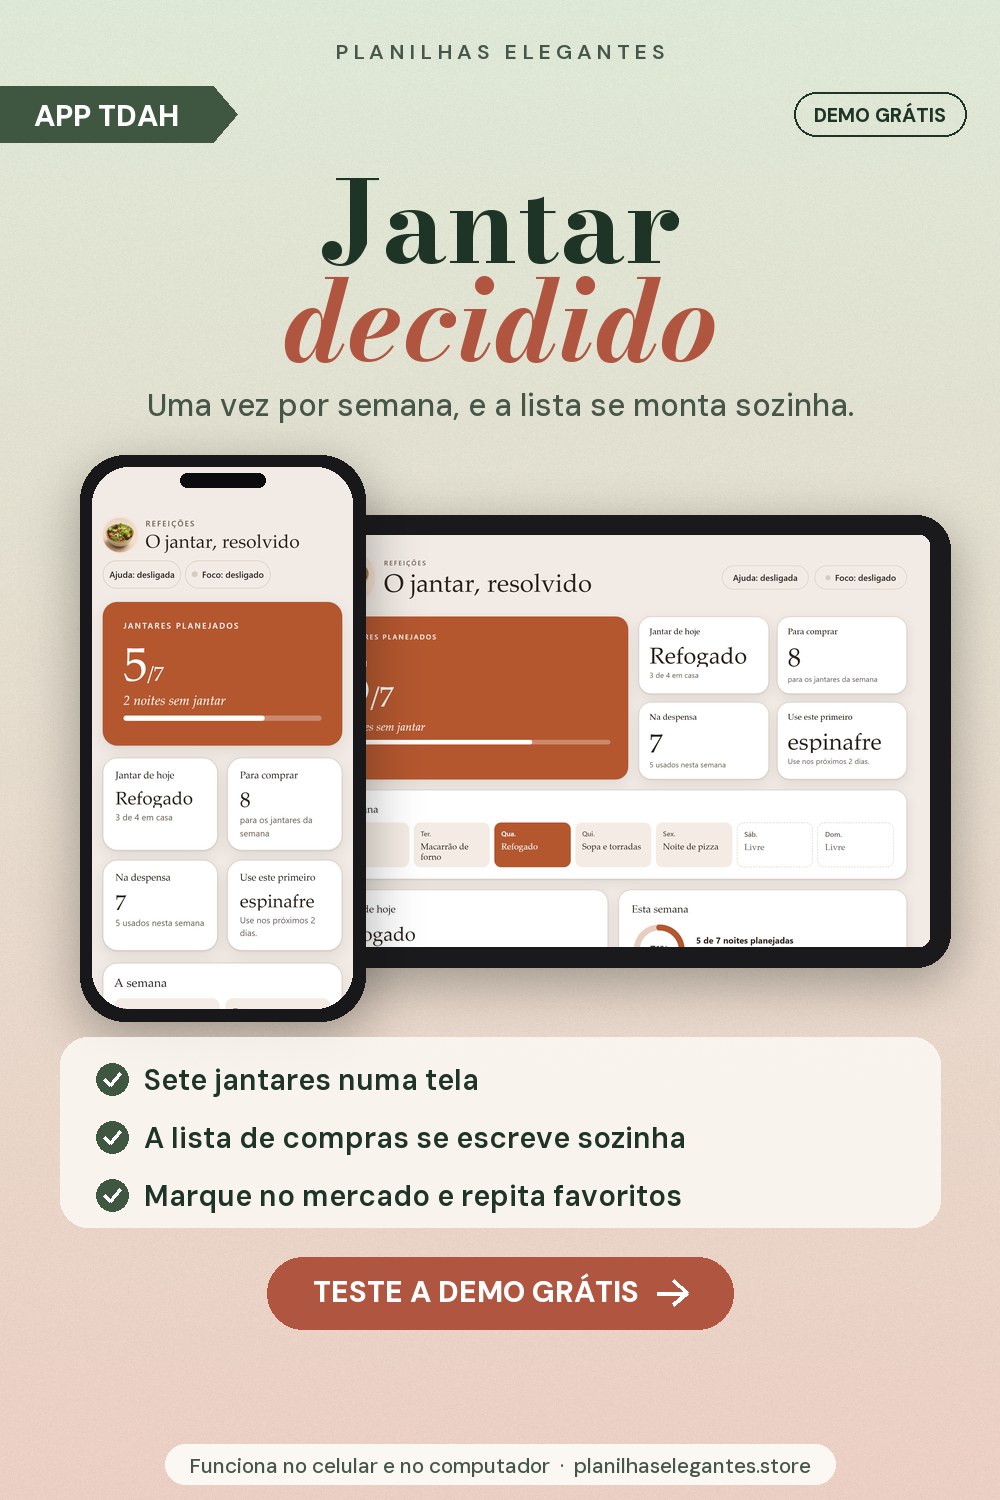 PLANILHAS ELEGANTES
APP TDAH
DEMO GRÁTIS
Jantar
decidido
Uma vez por semana, e a lista se monta sozinha.
REFEIÇÕES
O jantar, resolvido
Ajuda: desligada
Foco: desligado
JANTARES PLANEJADOS
5/7
2 noites sem jantar
Jantar de hoje
Refogado
3 de 4 em casa
Para comprar
8
para os jantares da
semana
Na despensa
7
5 usados nesta semana
Use este primeiro
espinafre
Use nos próximos 2
dias.
A semana
REFEIÇÕES
O jantar, resolvido
Ajuda: desligada
Foco: desligado
PLANEJADOS
/7
sem jantar
Jantar de hoje
Refogado
3 de 4 em casa
Para comprar
8
para os jantares da semana
Na despensa
7
5 usados nesta semana
Use este primeiro
espinafre
Use nos próximos 2 dias.
Ter.
Macarrão de
forno
Qua.
Refogado
Qui.
Sopa e torradas
Sex.
Noite de pizza
Sáb.
Livre
Dom.
Livre
de hoje
Esta semana
5 de 7 noites planejadas
Sete jantares numa tela
A lista de compras se escreve sozinha
Marque no mercado e repita favoritos
TESTE A DEMO GRÁTIS →
Funciona no celular e no computador · planilhaselegantes.store